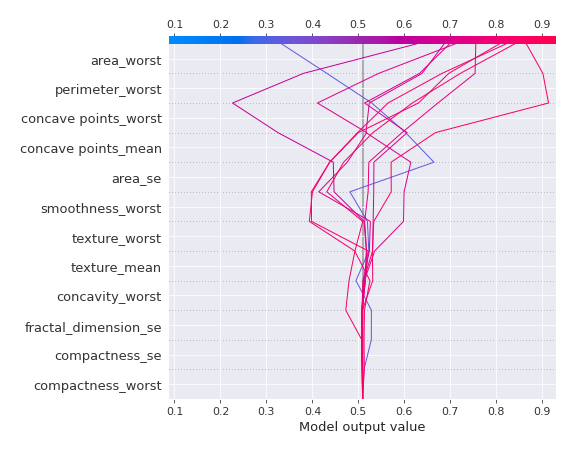 0.1 0.2 0.3 0.4 0.5 0.6 0.7 0.8 0.9
area_worst
perimeter_worst
concave points_worst
concave points_mean
area_se
smoothness_worst
texture_worst
texture_mean
concavity_worst
fractal_dimension_se
compactness_se
compactness_worst
0.1 0.2 0.3 0.4 0.5 0.6 0.7 0.8 0.9
Model output value